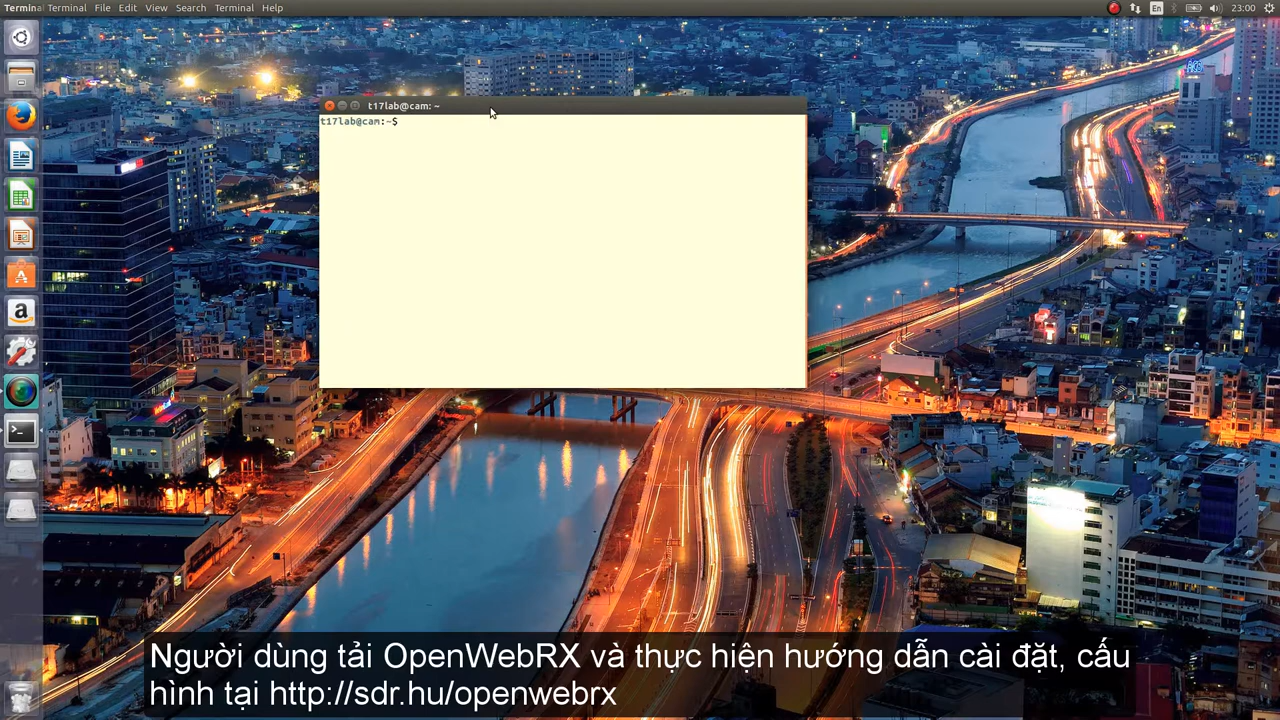 Terminal Terminal File Edit View Search Terminal Help
En 23:00
t17lab@cam: ~
t17lab@cam:~$
Người dùng tải OpenWebRX và thực hiện hướng dẫn cài đặt, cấu
hình tại http://sdr.hu/openwebrx